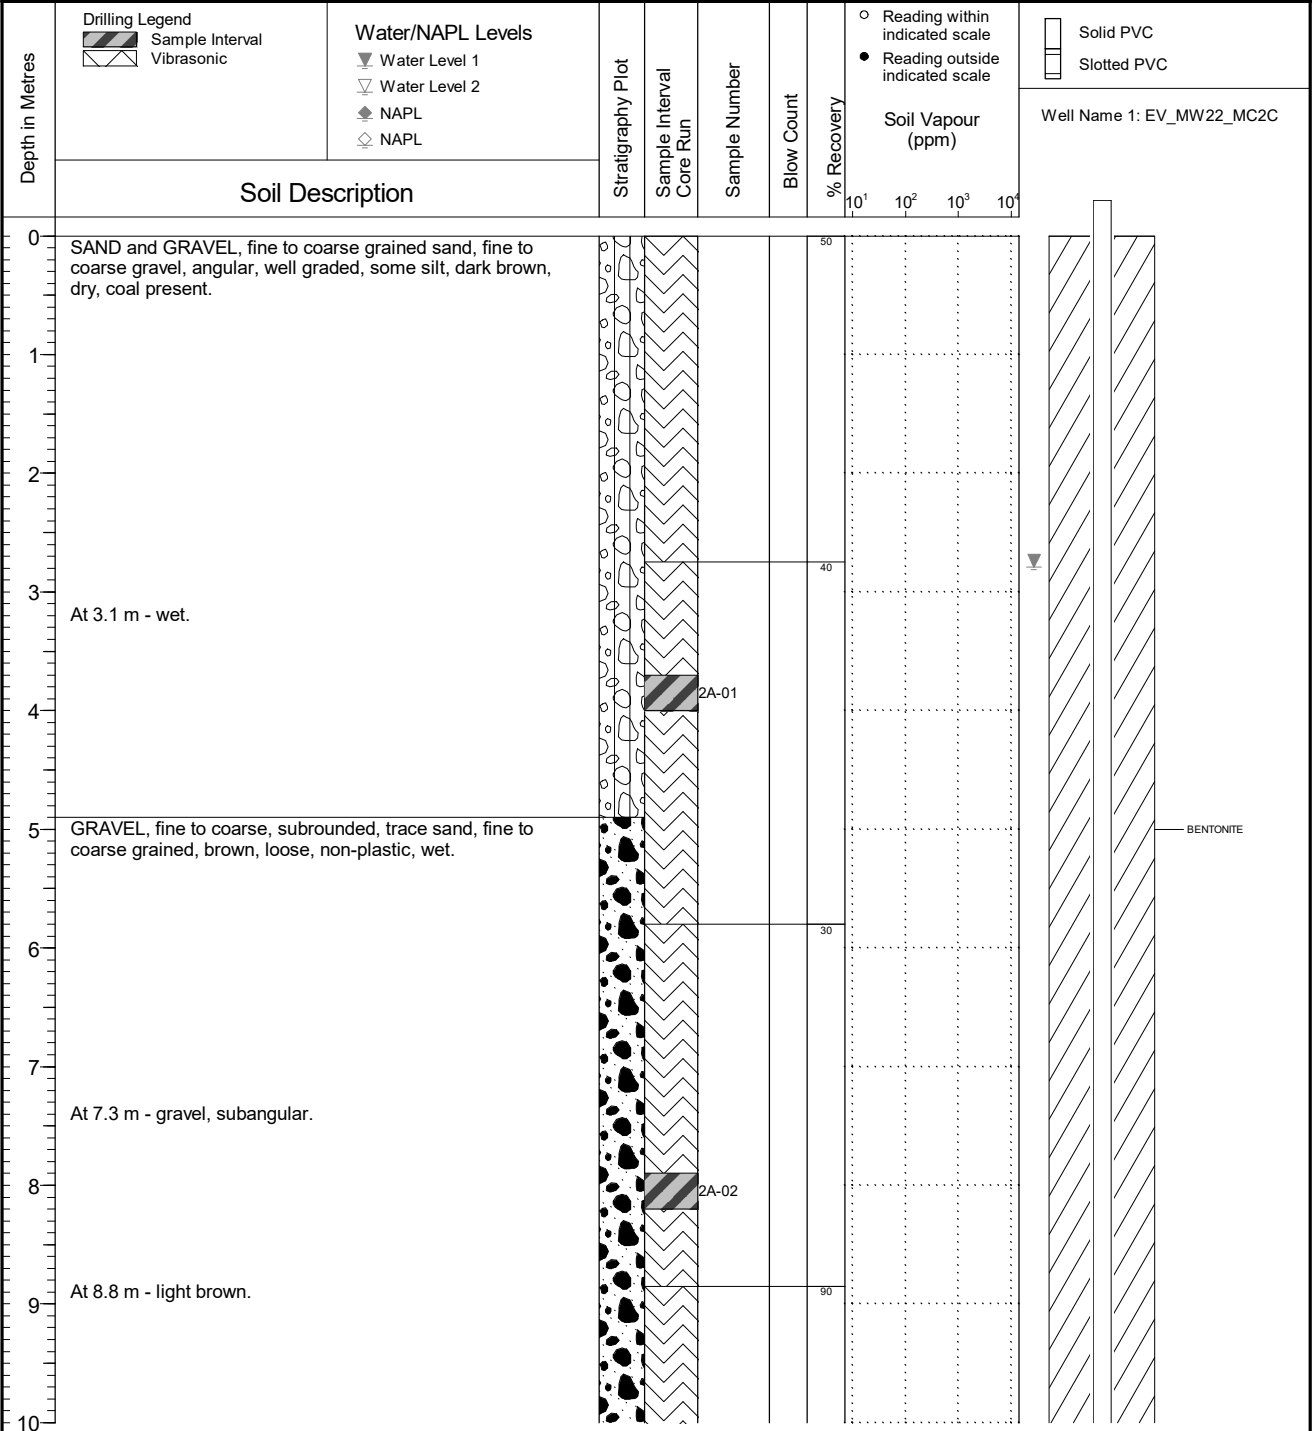 Drilling Legend
Sample Interval
Vibrasonic
Water/NAPL Levels
Water Level 1
Water Level 2
NAPL
NAPL
Depth in Metres
Soil Description
Stratigraphy Plot
Sample Interval
Core Run
Sample Number
Blow Count
% Recovery
Reading within
indicated scale
Reading outside
indicated scale
Soil Vapour
(ppm)
10¹ 10² 10³ 10⁴
Solid PVC
Slotted PVC
Well Name 1: EV_MW22_MC2C
0
SAND and GRAVEL, fine to coarse grained sand, fine to
coarse gravel, angular, well graded, some silt, dark brown,
dry, coal present.
50
1
2
40
3
At 3.1 m - wet.
2A-01
4
GRAVEL, fine to coarse, subrounded, trace sand, fine to
coarse grained, brown, loose, non-plastic, wet.
5
BENTONITE
30
6
7
At 7.3 m - gravel, subangular.
8
2A-02
At 8.8 m - light brown.
90
9
10